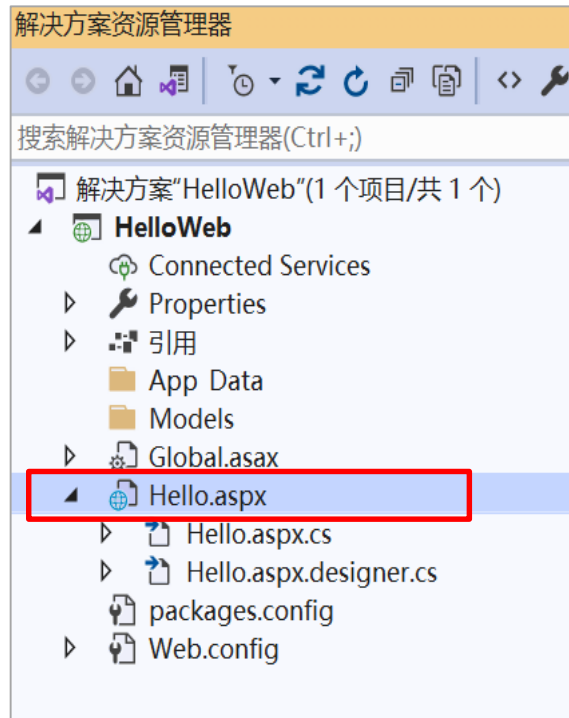 解决方案资源管理器
搜索解决方案资源管理器(Ctrl+;)
解决方案“HelloWeb”(1 个项目/共 1 个)
HelloWeb
Connected Services
Properties
引用
App_Data
Models
Global.asax
Hello.aspx
Hello.aspx.cs
Hello.aspx.designer.cs
packages.config
Web.config